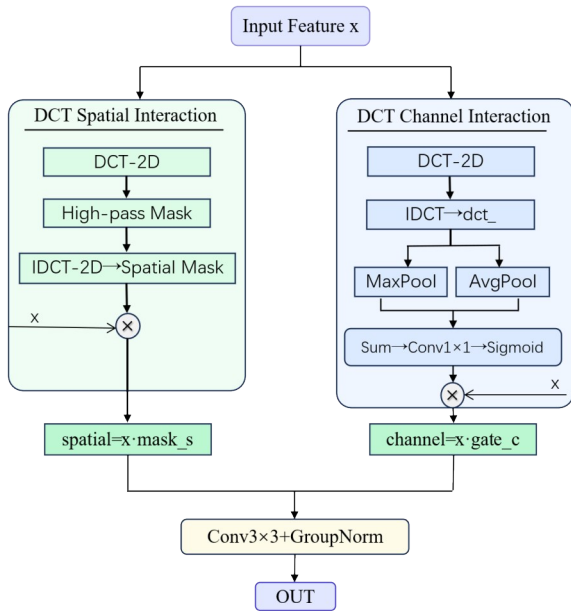 Input Feature x
DCT Spatial Interaction
DCT-2D
High-pass Mask
IDCT-2D→Spatial Mask
x
×
spatial=x·mask_s
DCT Channel Interaction
DCT-2D
IDCT→dct_
MaxPool
AvgPool
Sum→Conv1×1→Sigmoid
x
×
channel=x·gate_c
Conv3×3+GroupNorm
OUT